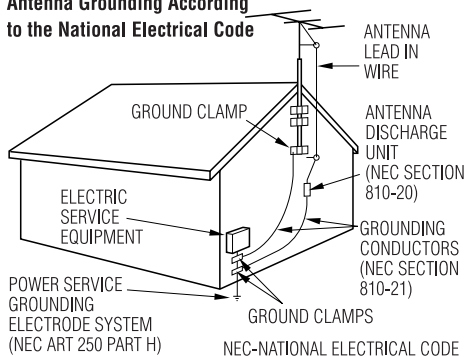 Antenna Grounding According
to the National Electrical Code
ANTENNA
LEAD IN
WIRE
GROUND CLAMP
ANTENNA
DISCHARGE
UNIT
(NEC SECTION
810-20)
ELECTRIC
SERVICE
EQUIPMENT
GROUNDING
CONDUCTORS
(NEC SECTION
810-21)
POWER SERVICE
GROUNDING
ELECTRODE SYSTEM
(NEC ART 250 PART H)
GROUND CLAMPS
NEC-NATIONAL ELECTRICAL CODE